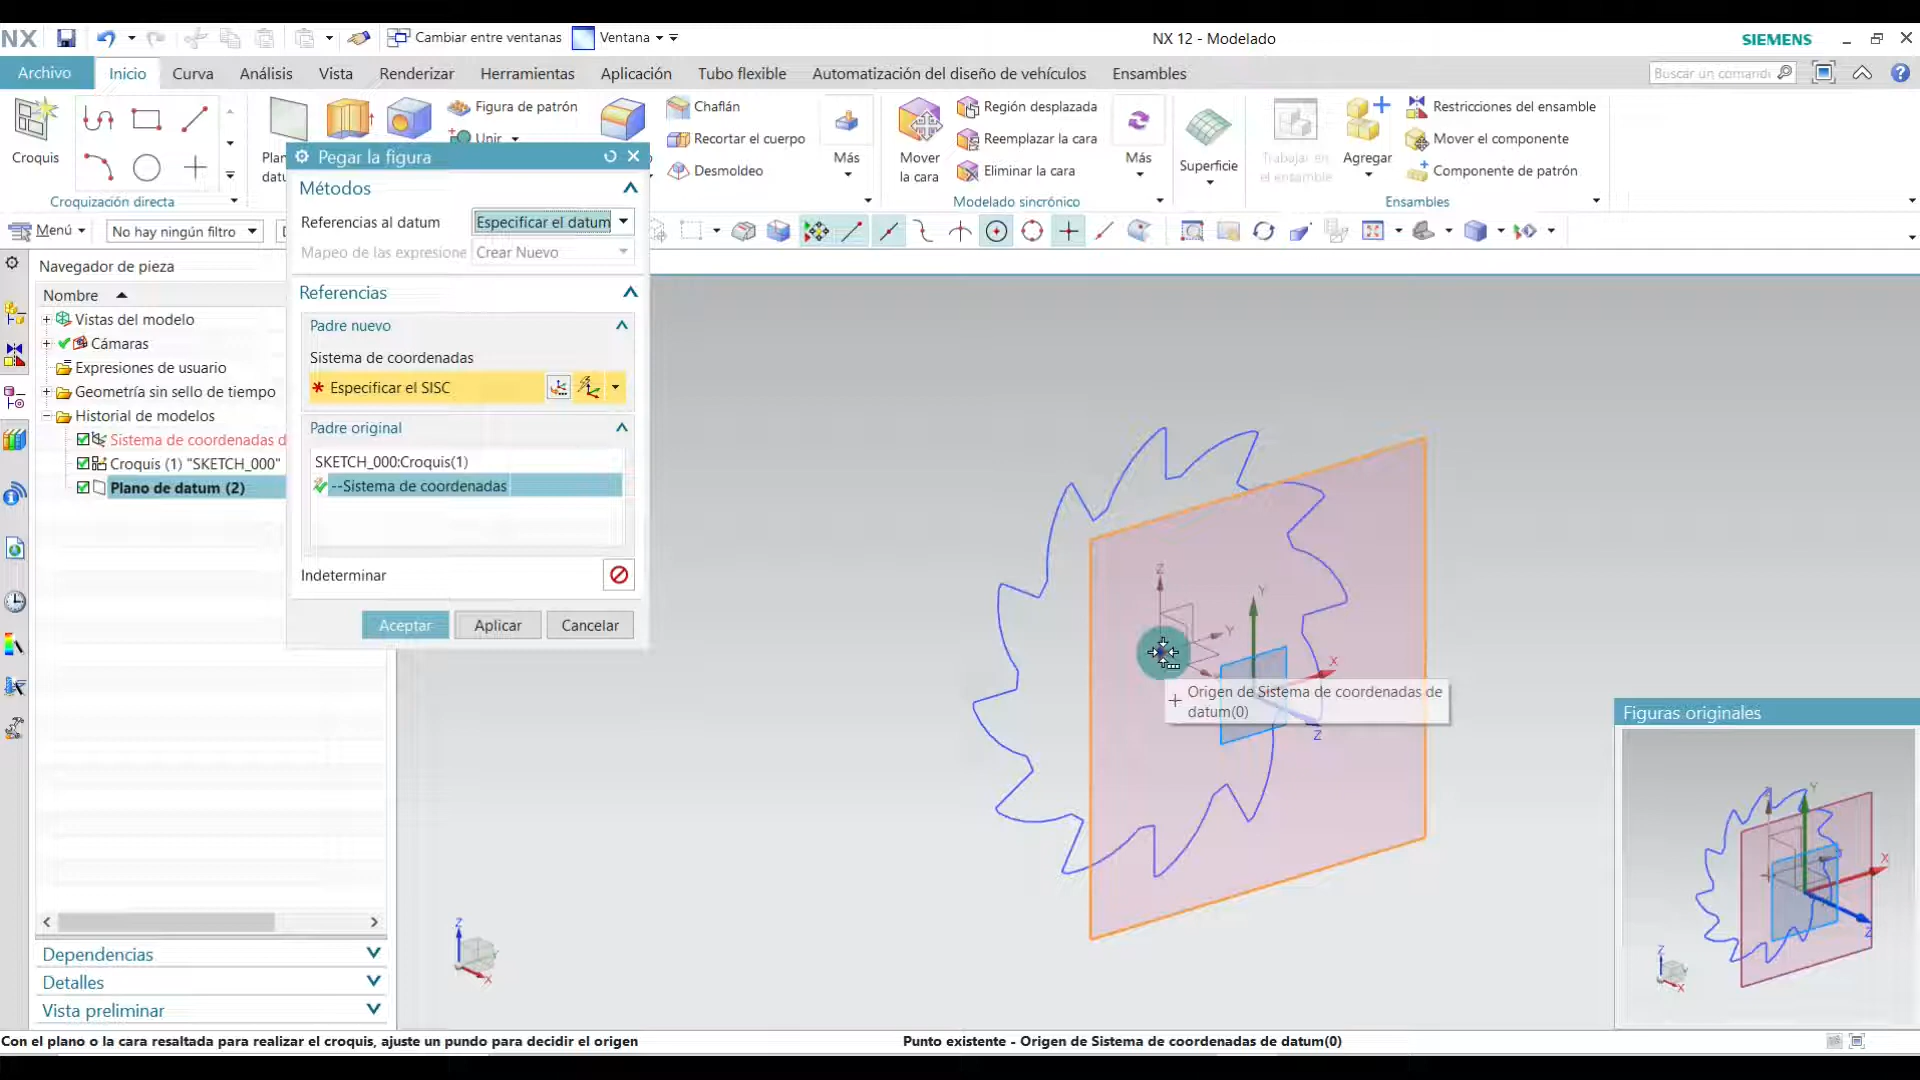 NX
Cambiar entre ventanas
Ventana
NX 12 - Modelado
SIEMENS
Archivo
Inicio
Curva
Análisis
Vista
Renderizar
Herramientas
Aplicación
Tubo flexible
Automatización del diseño de vehículos
Ensambles
Buscar un comand
Croquis
Figura de patrón
Unir
Chaflán
Recortar el cuerpo
Desmoldeo
Más
Mover
la cara
Región desplazada
Reemplazar la cara
Eliminar la cara
Más
Superficie
Trabajar en
el ensamble
Agregar
Restricciones del ensamble
Mover el componente
Componente de patrón
Croquización directa
Modelado sincrónico
Ensambles
Menú
No hay ningún filtro
Pegar la figura
Métodos
Referencias al datum
Especificar el datum
Mapeo de las expresione
Crear Nuevo
Referencias
Padre nuevo
Sistema de coordenadas
* Especificar el SISC
Padre original
SKETCH_000:Croquis(1)
--Sistema de coordenadas
Indeterminar
Aceptar
Aplicar
Cancelar
Navegador de pieza
Nombre
Vistas del modelo
Cámaras
Expresiones de usuario
Geometría sin sello de tiempo
Historial de modelos
Sistema de coordenadas d
Croquis (1) "SKETCH_000"
Plano de datum (2)
Dependencias
Detalles
Vista preliminar
Z
Y
Y
X
Z
Origen de Sistema de coordenadas de
datum(0)
Z
X
Figuras originales
Y
X
Z
Z
X
Con el plano o la cara resaltada para realizar el croquis, ajuste un pundo para decidir el origen
Punto existente - Origen de Sistema de coordenadas de datum(0)